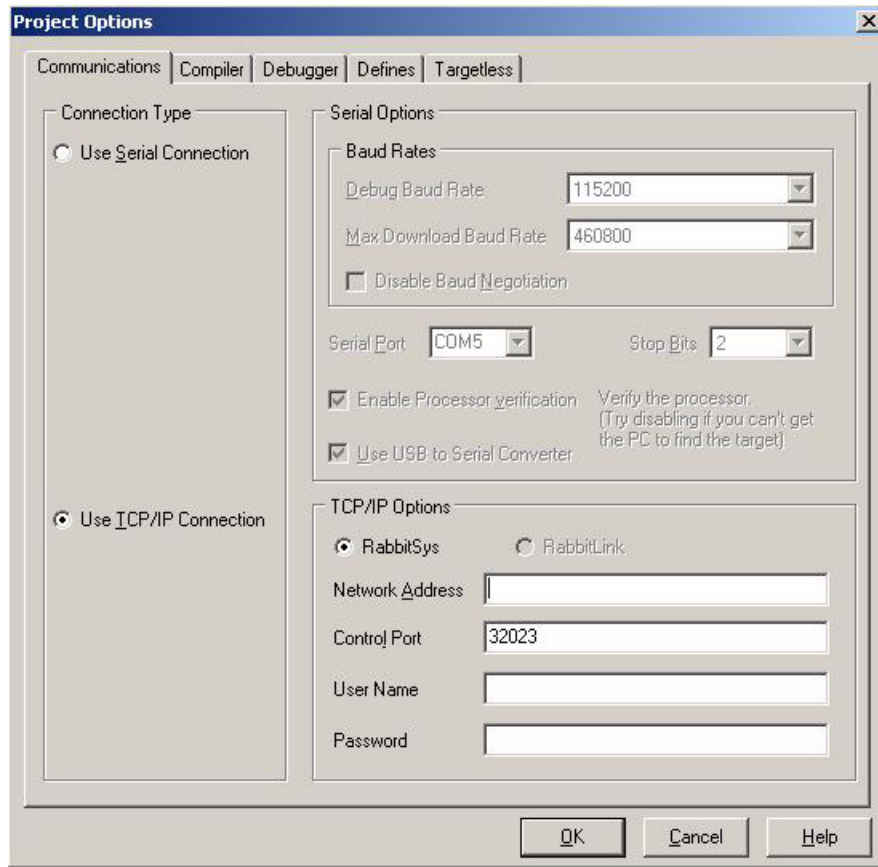 Project Options
Communications Compiler Debugger Defines Targetless
Connection Type
Use Serial Connection
Use TCP/IP Connection
Serial Options
Baud Rates
Debug Baud Rate 115200
Max Download Baud Rate 460800
Disable Baud Negotiation
Serial Port COM5 Stop Bits 2
Enable Processor verification
Use USB to Serial Converter
Verify the processor.
(Try disabling if you can't get
the PC to find the target)
TCP/IP Options
RabbitSys RabbitLink
Network Address
Control Port 32023
User Name
Password
OK Cancel Help